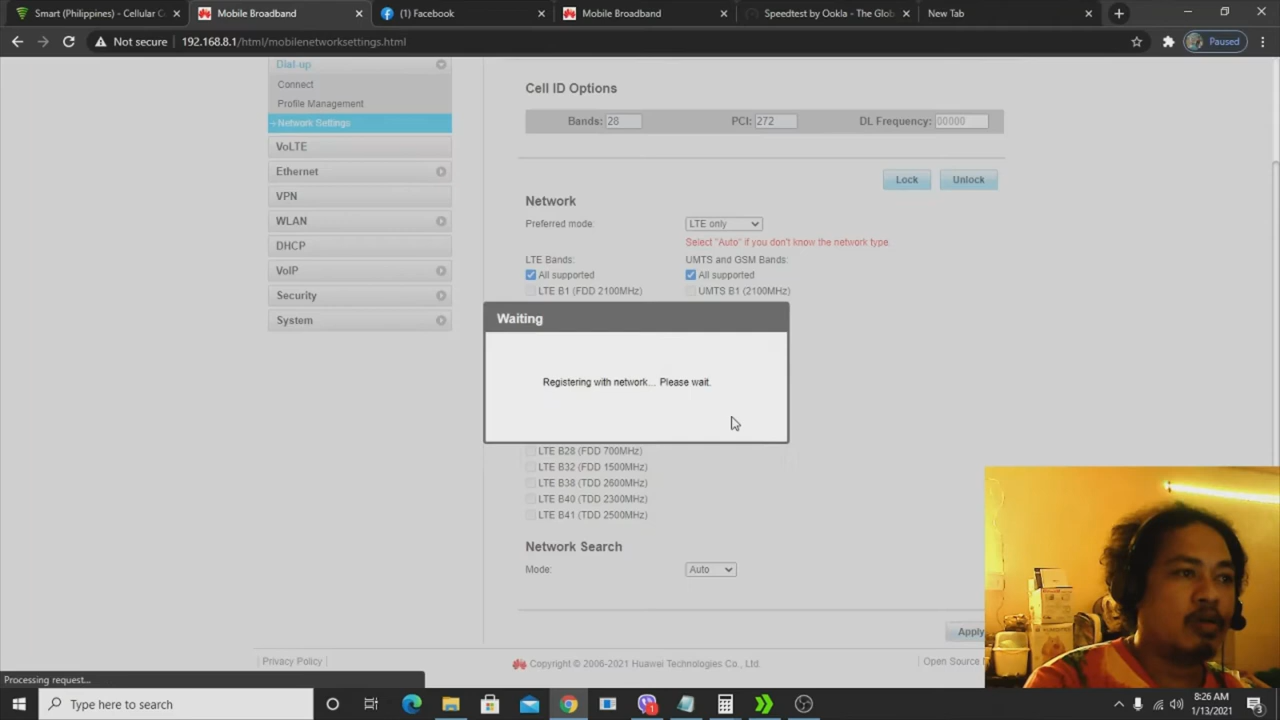 Smart (Philippines) - Cellular C
Mobile Broadband
(1) Facebook
Mobile Broadband
Speedtest by Ookla - The Glob
New Tab
Not secure
192.168.8.1/html/mobilenetworksettings.html
Paused
Dial-up
Connect
Profile Management
Network Settings
VoLTE
Ethernet
VPN
WLAN
DHCP
VoIP
Security
System
Cell ID Options
Bands: 28 PCI: 272 DL Frequency: 00000
Lock Unlock
Network
Preferred mode: LTE only
Select "Auto" if you don't know the network type.
LTE Bands: UMTS and GSM Bands:
All supported All supported
LTE B1 (FDD 2100MHz) UMTS B1 (2100MHz)
Waiting
Registering with network... Please wait.
LTE B28 (FDD 700MHz)
LTE B32 (FDD 1500MHz)
LTE B38 (TDD 2600MHz)
LTE B40 (TDD 2300MHz)
LTE B41 (TDD 2500MHz)
Network Search
Mode: Auto
Apply
Privacy Policy Copyright © 2006-2021 Huawei Technologies Co., Ltd. Open Source
Processing request...
Type here to search
1
8:26 AM
1/13/2021
3